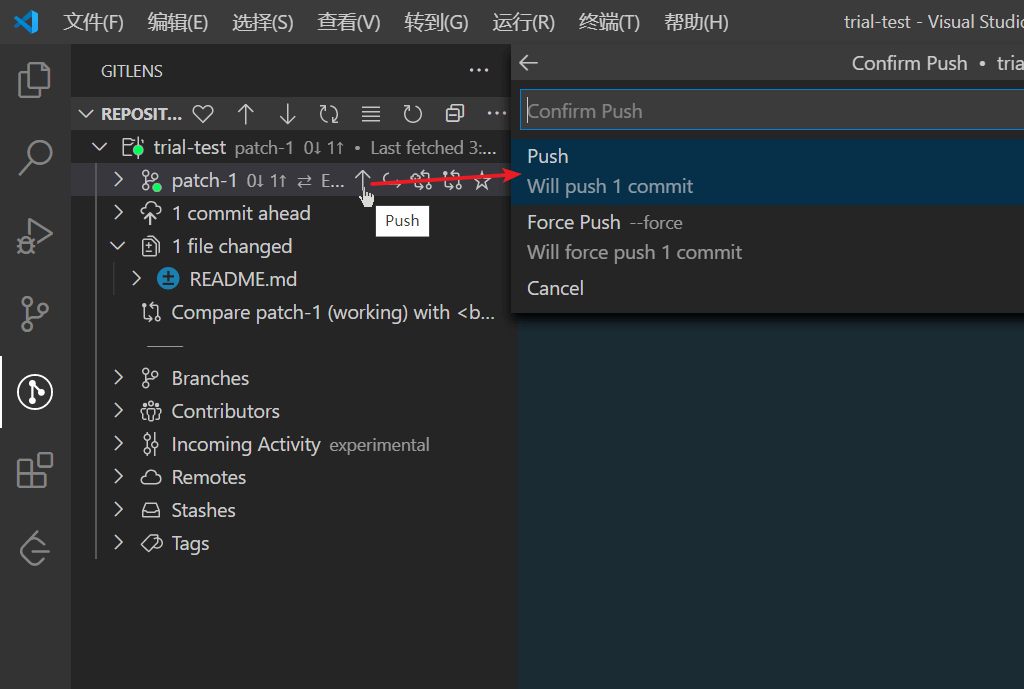 文件(F) 编辑(E) 选择(S) 查看(V) 转到(G) 运行(R) 终端(T) 帮助(H) trial-test - Visual Studio
GITLENS
Confirm Push • tria
REPOSIT...
Confirm Push
trial-test patch-1 0↓ 1↑ • Last fetched 3:...
Push
Will push 1 commit
patch-1 0↓ 1↑ ⇄ E...
Push
1 commit ahead
Force Push --force
Will force push 1 commit
1 file changed
README.md
Cancel
Compare patch-1 (working) with <b...
Branches
Contributors
Incoming Activity experimental
Remotes
Stashes
Tags